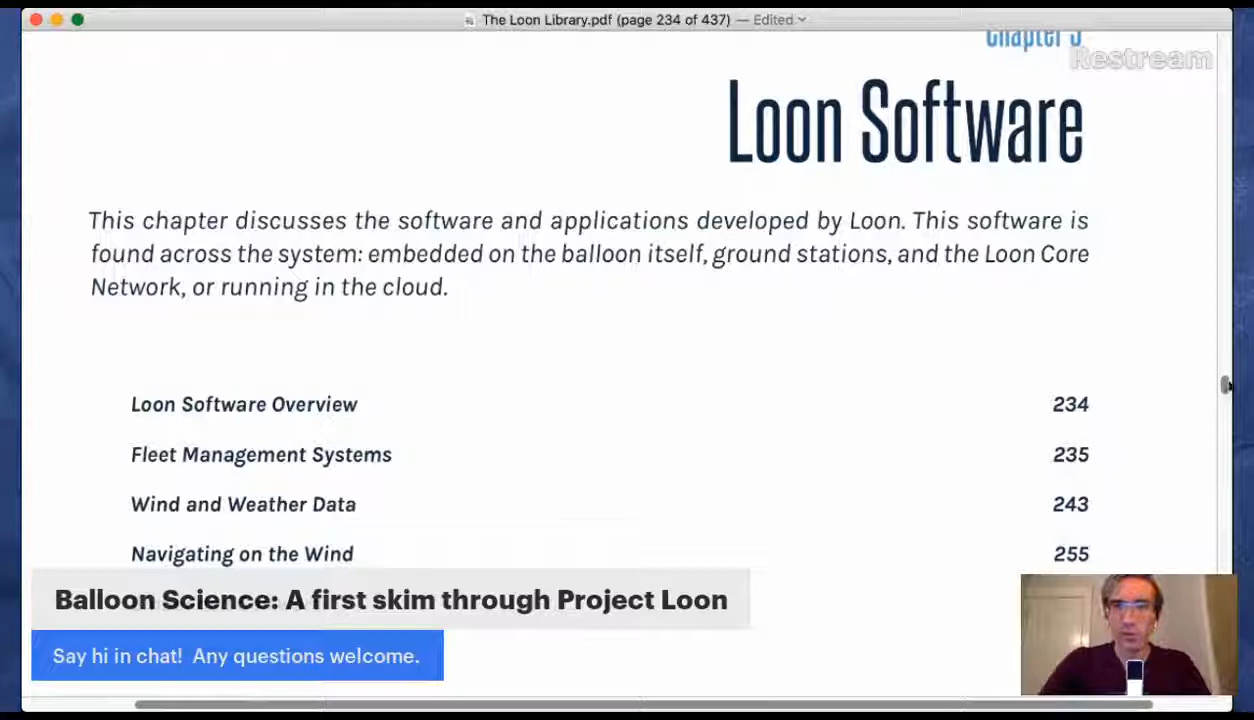 The Loon Library.pdf (page 234 of 437) — Edited
Chapter 5
Restream
Loon Software
This chapter discusses the software and applications developed by Loon. This software is
found across the system: embedded on the balloon itself, ground stations, and the Loon Core
Network, or running in the cloud.
Loon Software Overview 234
Fleet Management Systems 235
Wind and Weather Data 243
Navigating on the Wind 255
Balloon Science: A first skim through Project Loon
Say hi in chat! Any questions welcome.